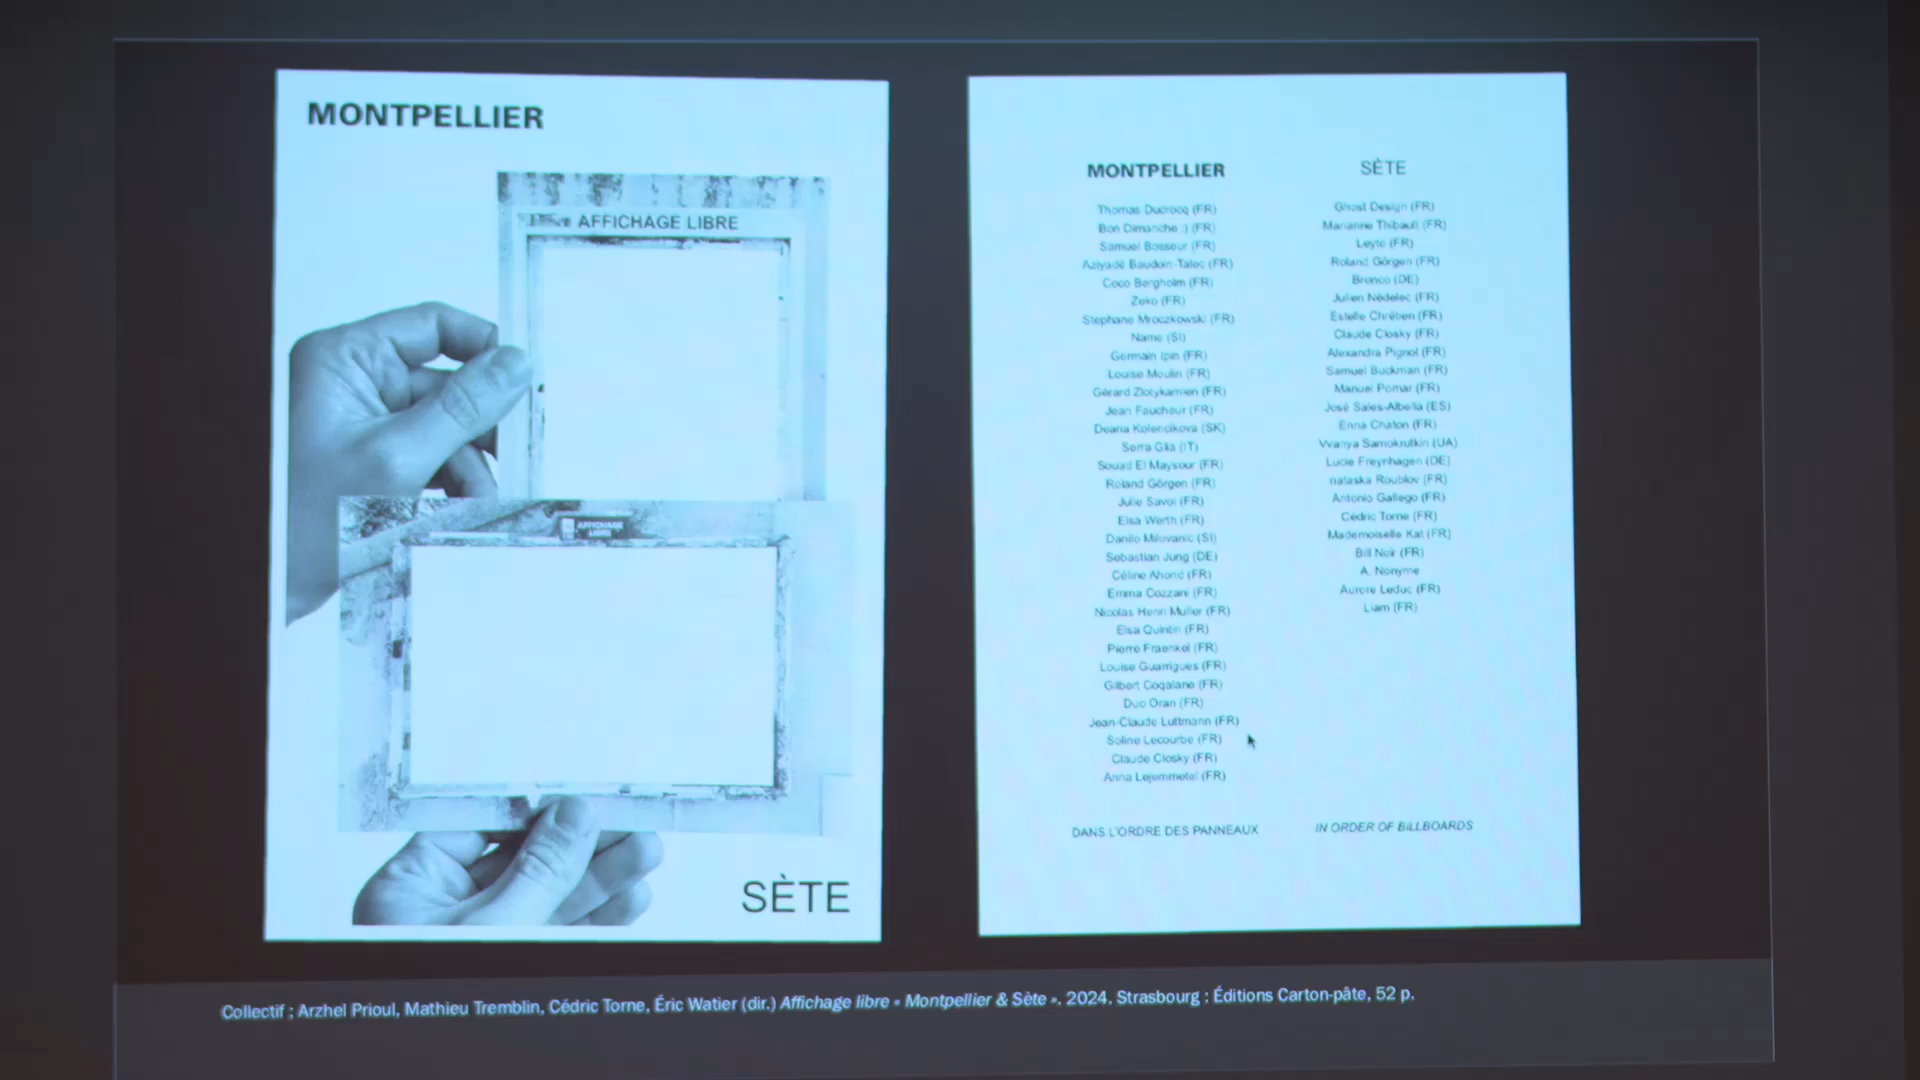 MONTPELLIER
AFFICHAGE LIBRE
AFFICHAGE
LIBRE
SÈTE
MONTPELLIER
Thomas Ducrocq (FR)
Bon Dimanche :) (FR)
Samuel Bosseur (FR)
Aziyadé Baudoin-Talec (FR)
Coco Bergholm (FR)
Zoko (FR)
Stephane Mroczkowski (FR)
Name (SI)
Germain Ipin (FR)
Louise Moulin (FR)
Gérard Zlotykamien (FR)
Jean Faucheur (FR)
Deana Kolencikova (SK)
Serra Glia (IT)
Souad El Maysour (FR)
Roland Görgen (FR)
Julie Savoi (FR)
Elsa Werth (FR)
Danilo Milovanic (SI)
Sebastian Jung (DE)
Céline Ahond (FR)
Emma Cozzani (FR)
Nicolas Henri Muller (FR)
Elsa Quintin (FR)
Pierre Fraenkel (FR)
Louise Guarrigues (FR)
Gilbert Coqalane (FR)
Duo Oran (FR)
Jean-Claude Luttmann (FR)
Soline Lecourbe (FR)
Claude Closky (FR)
Anna Lejemmetel (FR)
DANS L'ORDRE DES PANNEAUX
SÈTE
Ghost Design (FR)
Marianne Thibault (FR)
Leyto (FR)
Roland Görgen (FR)
Bronco (DE)
Julien Nédelec (FR)
Estelle Chrétien (FR)
Claude Closky (FR)
Alexandra Pignol (FR)
Samuel Buckman (FR)
Manuel Pomar (FR)
José Sales-Albella (ES)
Enna Chaton (FR)
Vvanya Samokrutkin (UA)
Lucie Freynhagen (DE)
nataska Roublov (FR)
Antonio Gallego (FR)
Cédric Torne (FR)
Mademoiselle Kat (FR)
Bill Noir (FR)
A. Nonyme
Aurore Leduc (FR)
Liam (FR)
IN ORDER OF BILLBOARDS
Collectif : Arzhel Prioul, Mathieu Tremblin, Cédric Torne, Éric Watier (dir.) Affichage libre « Montpellier & Sète ». 2024. Strasbourg : Éditions Carton-pâte, 52 p.